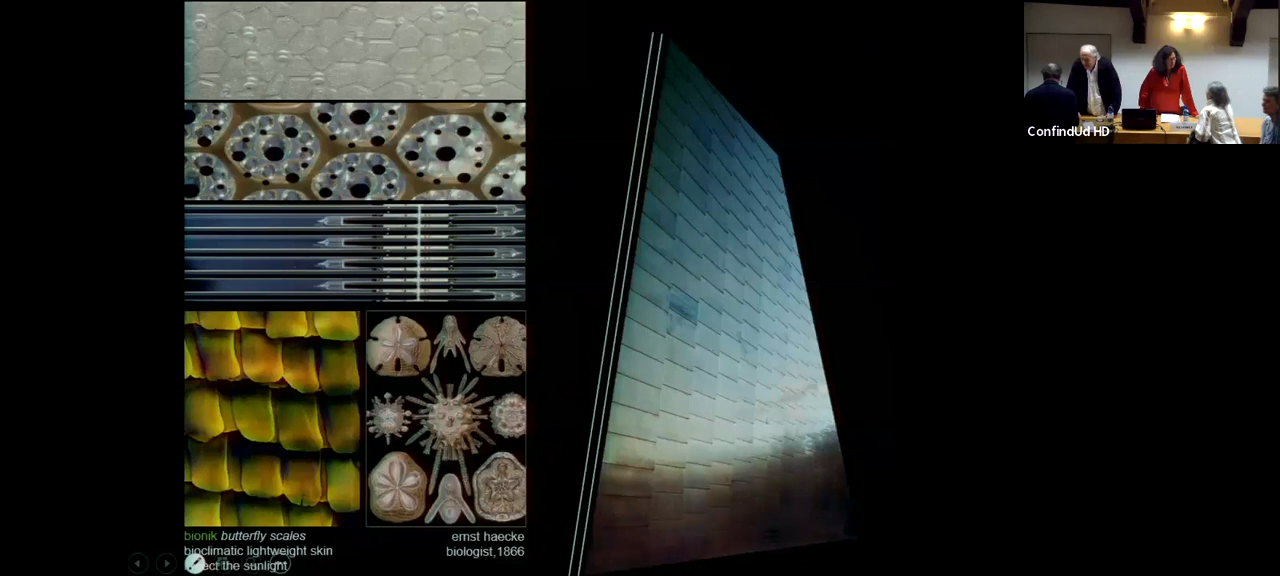 ConfindUd HD
bionik butterfly scales
bioclimatic lightweight skin
the sunlight
ernst haecke
biologist,1866